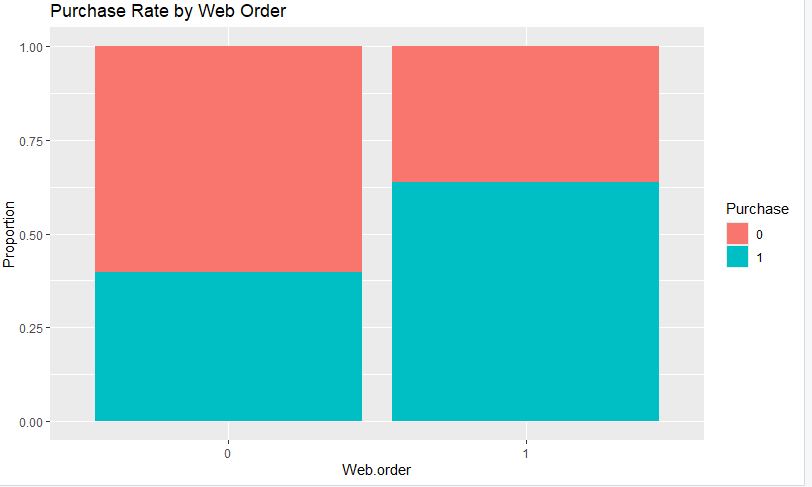 Purchase Rate by Web Order
1.00
0.75
0.50
0.25
0.00
Proportion
0
1
Web.order
Purchase
0
1